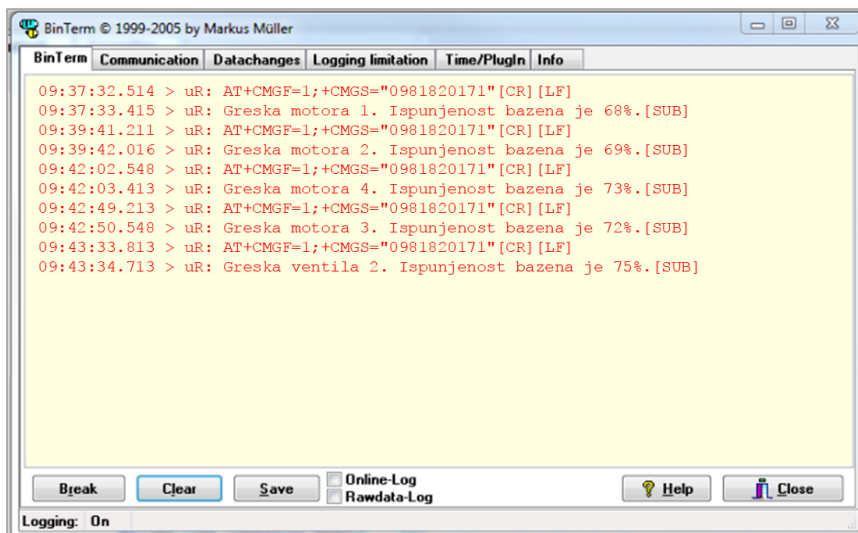 BinTerm © 1999-2005 by Markus Müller
BinTerm Communication Datachanges Logging limitation Time/PlugIn Info
09:37:32.514 > uR: AT+CMGF=1;+CMGS="0981820171"[CR][LF]
09:37:33.415 > uR: Greska motora 1. Ispunjenost bazena je 68%.[SUB]
09:39:41.211 > uR: AT+CMGF=1;+CMGS="0981820171"[CR][LF]
09:39:42.016 > uR: Greska motora 2. Ispunjenost bazena je 69%.[SUB]
09:42:02.548 > uR: AT+CMGF=1;+CMGS="0981820171"[CR][LF]
09:42:03.413 > uR: Greska motora 4. Ispunjenost bazena je 73%.[SUB]
09:42:49.213 > uR: AT+CMGF=1;+CMGS="0981820171"[CR][LF]
09:42:50.548 > uR: Greska motora 3. Ispunjenost bazena je 72%.[SUB]
09:43:33.813 > uR: AT+CMGF=1;+CMGS="0981820171"[CR][LF]
09:43:34.713 > uR: Greska ventila 2. Ispunjenost bazena je 75%.[SUB]
Break Clear Save Online-Log Help Close
Rawdata-Log
Logging: On